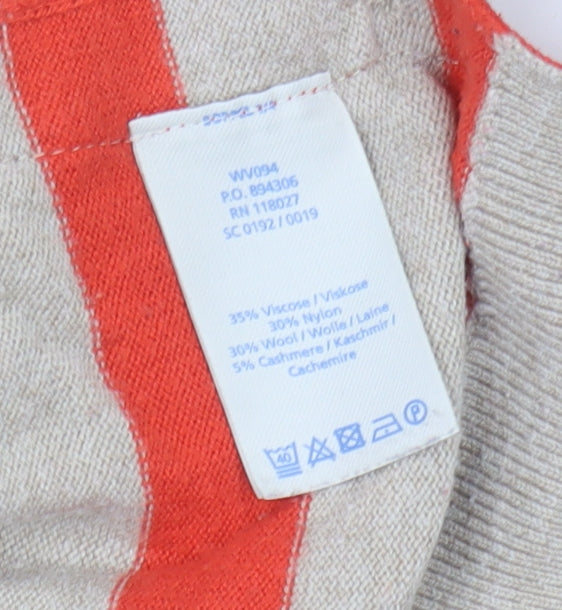 WV094
P.O. 894306
RN 118027
SC 0192 / 0019
35% Viscose / Viskose
30% Nylon
30% Wool / Wolle / Laine
5% Cashmere / Kaschmir /
Cachemire
40
P